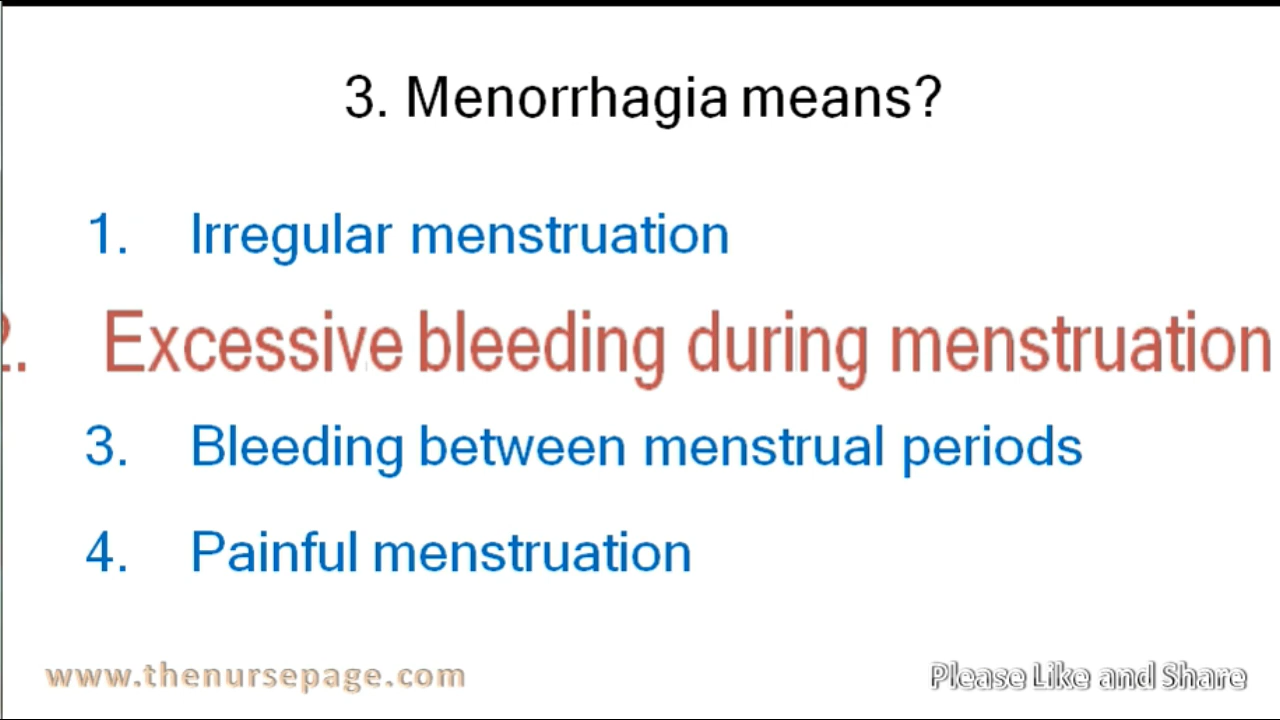 3. Menorrhagia means?
1. Irregular menstruation
2. Excessive bleeding during menstruation
3. Bleeding between menstrual periods
4. Painful menstruation
www.thenursepage.com
Please Like and Share